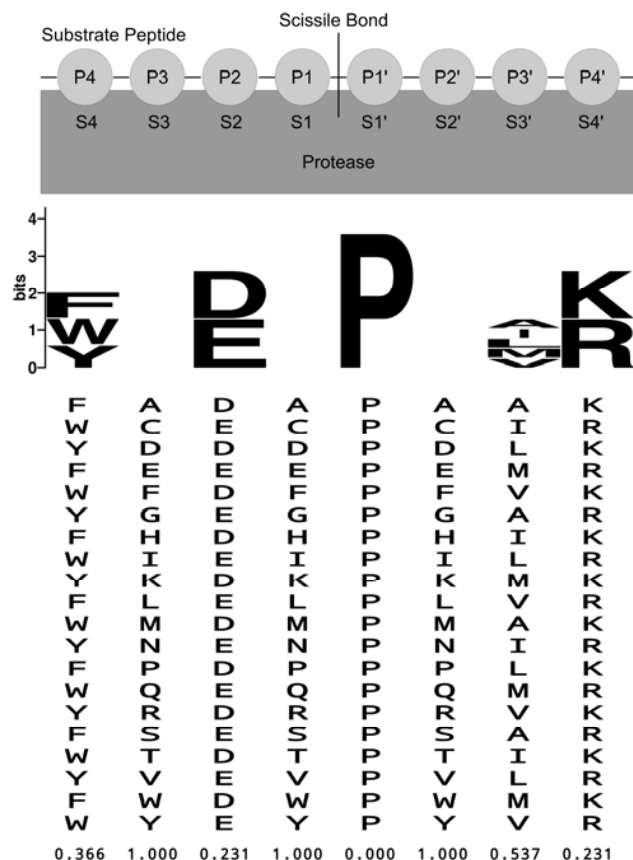 Scissile Bond
Substrate Peptide
P4 P3 P2 P1 P1' P2' P3' P4'
S4 S3 S2 S1 S1' S2' S3' S4'
Protease
4
3
2
1
0
bits
F W Y D E P A I L M V K R
F A D A P A A K
W C E C P C I R
Y D D D P D L K
F E E E P E M R
W F D F P F V K
Y G E G P G A R
F H D H P H I K
W I E I P I L R
Y K D K P K M K
F L E L P L V R
W M D M P M A K
Y N E N P N I R
F P D P P P L K
W Q E Q P Q M R
Y R D R P R V K
F S E S P S A R
W T D T P T I K
Y V E V P V L R
F W D W P W M K
W Y E Y P Y V R
0.366 1.000 0.231 1.000 0.000 1.000 0.537 0.231